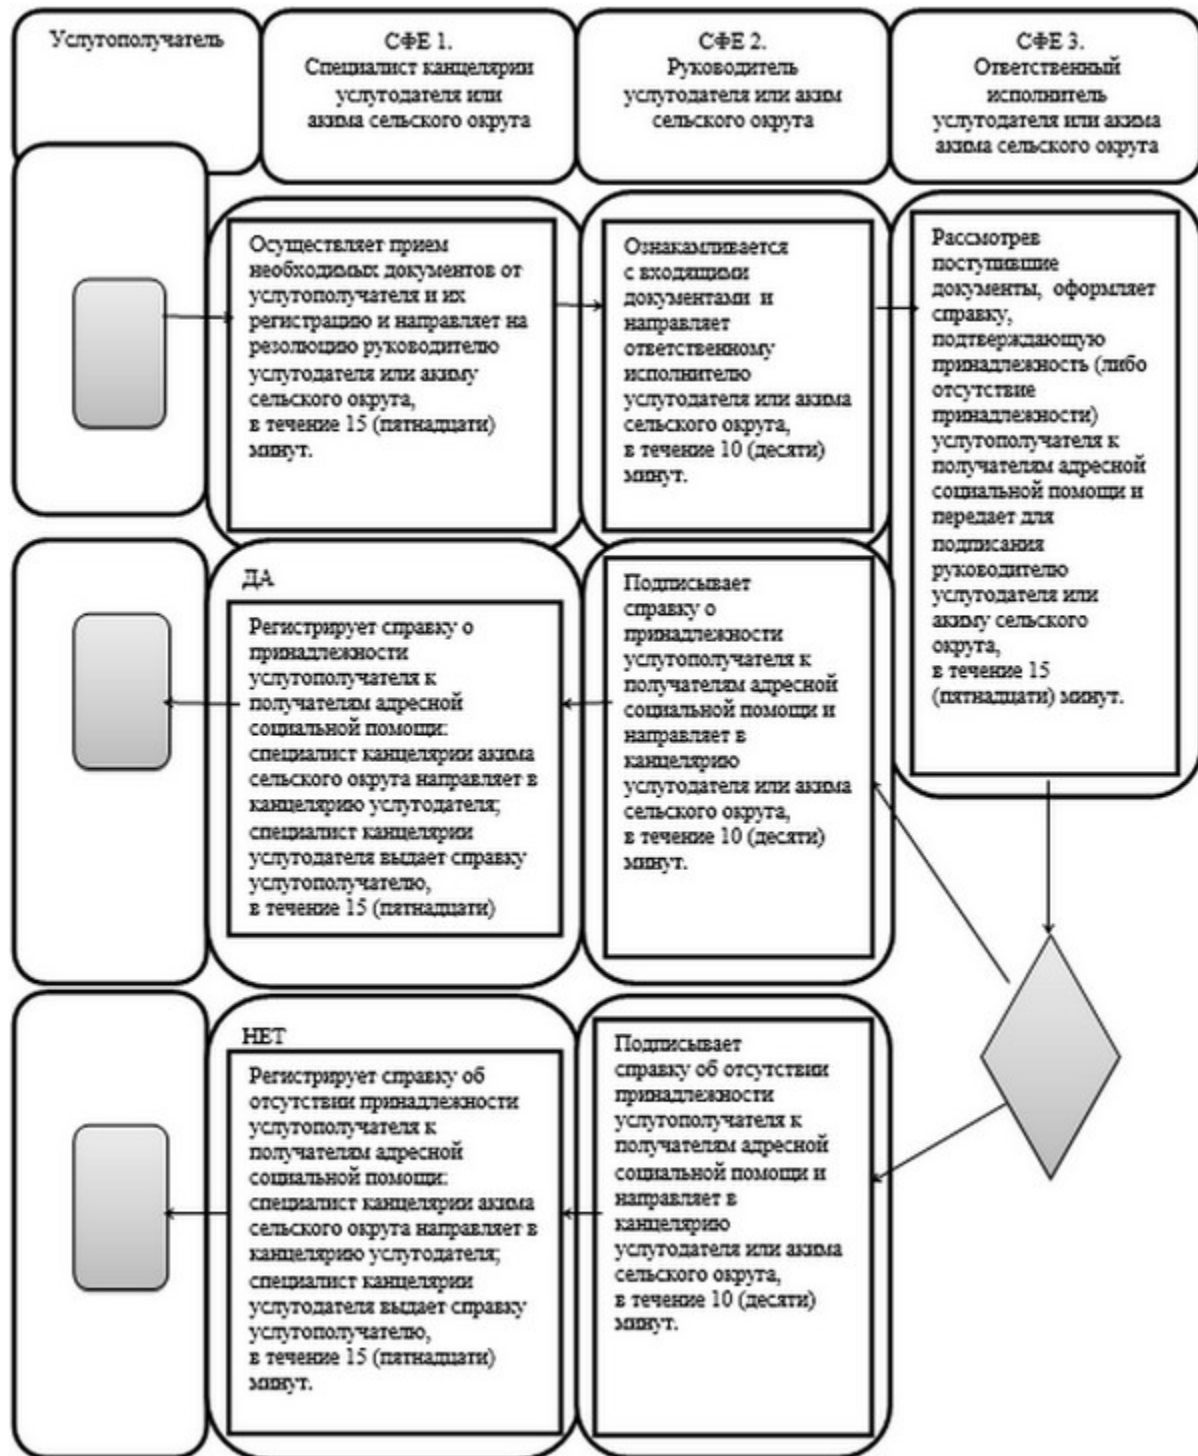 Услугополучатель
СФЕ 1.
Специалист канцелярии
услугодателя или
акима сельского округа
СФЕ 2.
Руководитель
услугодателя или аким
сельского округа
СФЕ 3.
Ответственный
исполнитель
услугодателя или акима
акима сельского округа
Осуществляет прием
необходимых документов от
услугополучателя и их
регистрацию и направляет на
резолюцию руководителю
услугодателя или акиму
сельского округа,
в течение 15 (пятнадцати)
минут.
Ознакамливается
с входящими
документами и
направляет
ответственному
исполнителю
услугодателя или акима
сельского округа,
в течение 10 (десяти)
минут.
Рассмотрев
поступившие
документы, оформляет
справку,
подтверждающую
принадлежность (либо
отсутствие
принадлежности)
услугополучателя к
получателям адресной
социальной помощи и
передает для
подписания
руководителю
услугодателя или
акиму сельского
округа,
в течение 15
(пятнадцати) минут.
ДА
Регистрирует справку о
принадлежности
услугополучателя к
получателям адресной
социальной помощи:
специалист канцелярии акима
сельского округа направляет в
канцелярию услугодателя;
специалист канцелярии
услугодателя выдает справку
услугополучателю,
в течение 15 (пятнадцати)
Подписывает
справку о
принадлежности
услугополучателя к
получателям адресной
социальной помощи и
направляет в
канцелярию
услугодателя или акима
сельского округа,
в течение 10 (десяти)
минут.
НЕТ
Регистрирует справку об
отсутствии принадлежности
услугополучателя к
получателям адресной
социальной помощи:
специалист канцелярии акима
сельского округа направляет в
канцелярию услугодателя;
специалист канцелярии
услугодателя выдает справку
услугополучателю,
в течение 15 (пятнадцати)
минут.
Подписывает
справку об отсутствии
принадлежности
услугополучателя к
получателям адресной
социальной помощи и
направляет в
канцелярию
услугодателя или акима
сельского округа,
в течение 10 (десяти)
минут.